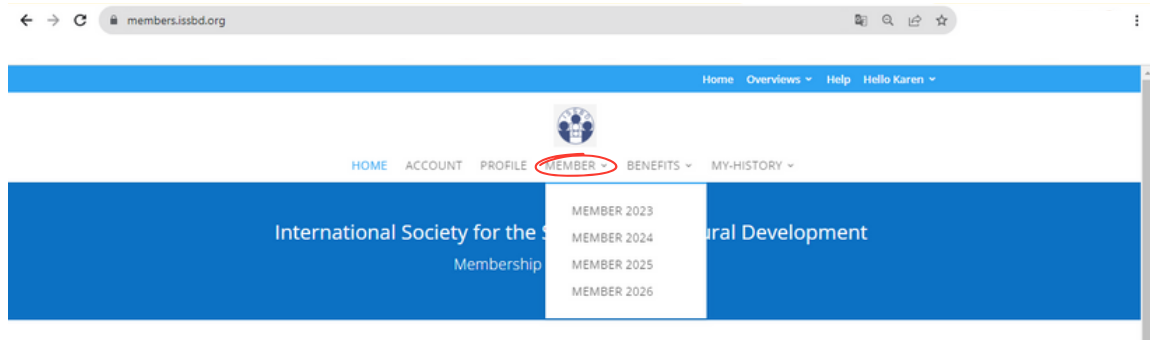 members.issbd.org
Home Overviews Help Hello Karen
ISSBD
HOME ACCOUNT PROFILE MEMBER BENEFITS MY-HISTORY
MEMBER 2023
International Society for the S ural Development
MEMBER 2024
Membership MEMBER 2025
MEMBER 2026